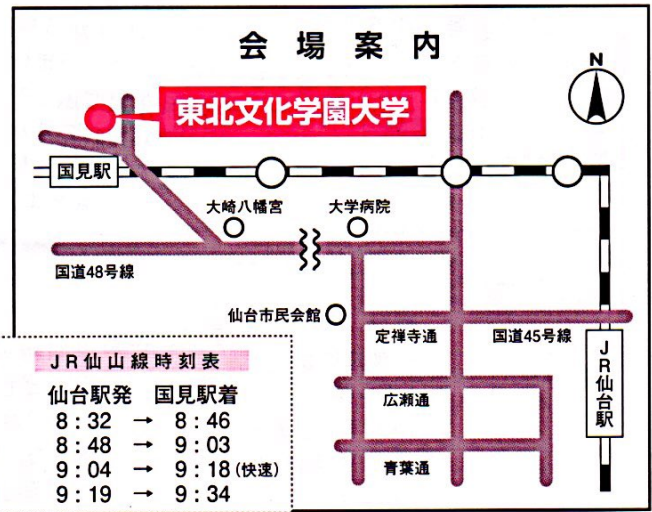 会場案内
N
東北文化学園大学
国見駅
大崎八幡宮
大学病院
国道48号線
仙台市民会館
定禅寺通
国道45号線
広瀬通
青葉通
JR仙台駅
JR仙山線時刻表
仙台駅発 国見駅着
8:32 → 8:46
8:48 → 9:03
9:04 → 9:18(快速)
9:19 → 9:34